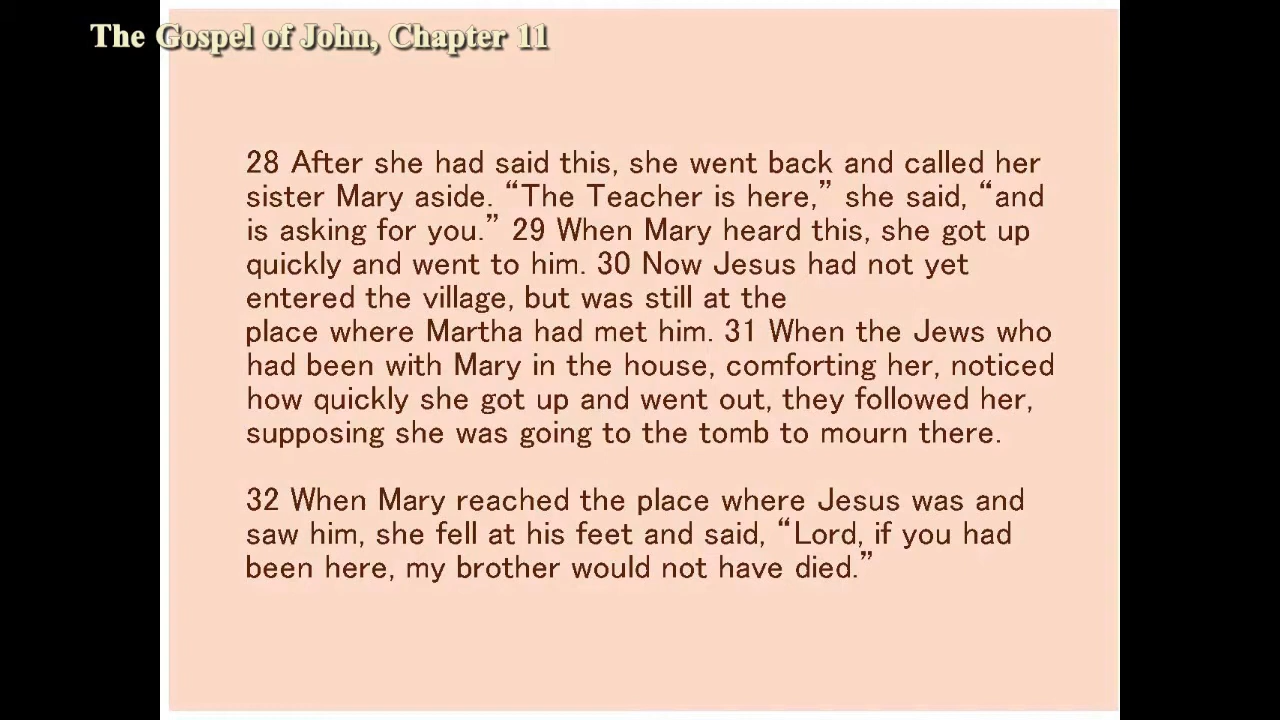 The Gospel of John, Chapter 11
28 After she had said this, she went back and called her
sister Mary aside. “The Teacher is here,” she said, “and
is asking for you.” 29 When Mary heard this, she got up
quickly and went to him. 30 Now Jesus had not yet
entered the village, but was still at the
place where Martha had met him. 31 When the Jews who
had been with Mary in the house, comforting her, noticed
how quickly she got up and went out, they followed her,
supposing she was going to the tomb to mourn there.
32 When Mary reached the place where Jesus was and
saw him, she fell at his feet and said, “Lord, if you had
been here, my brother would not have died.”